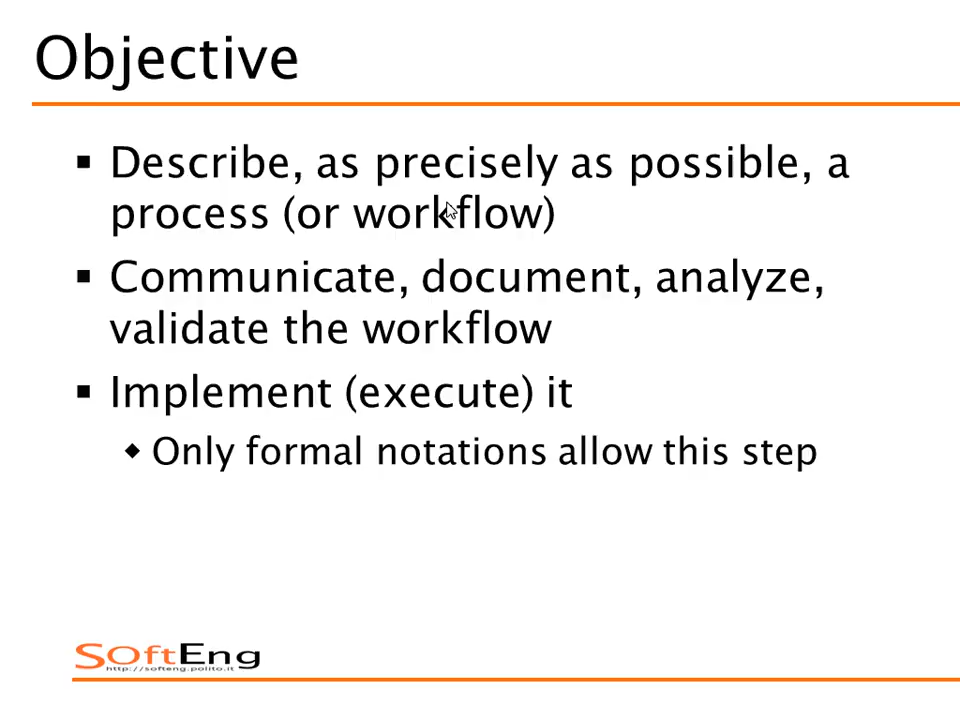 Objective
▪ Describe, as precisely as possible, a
process (or workflow)
▪ Communicate, document, analyze,
validate the workflow
▪ Implement (execute) it
◆ Only formal notations allow this step
SOftEng
http://softeng.polito.it